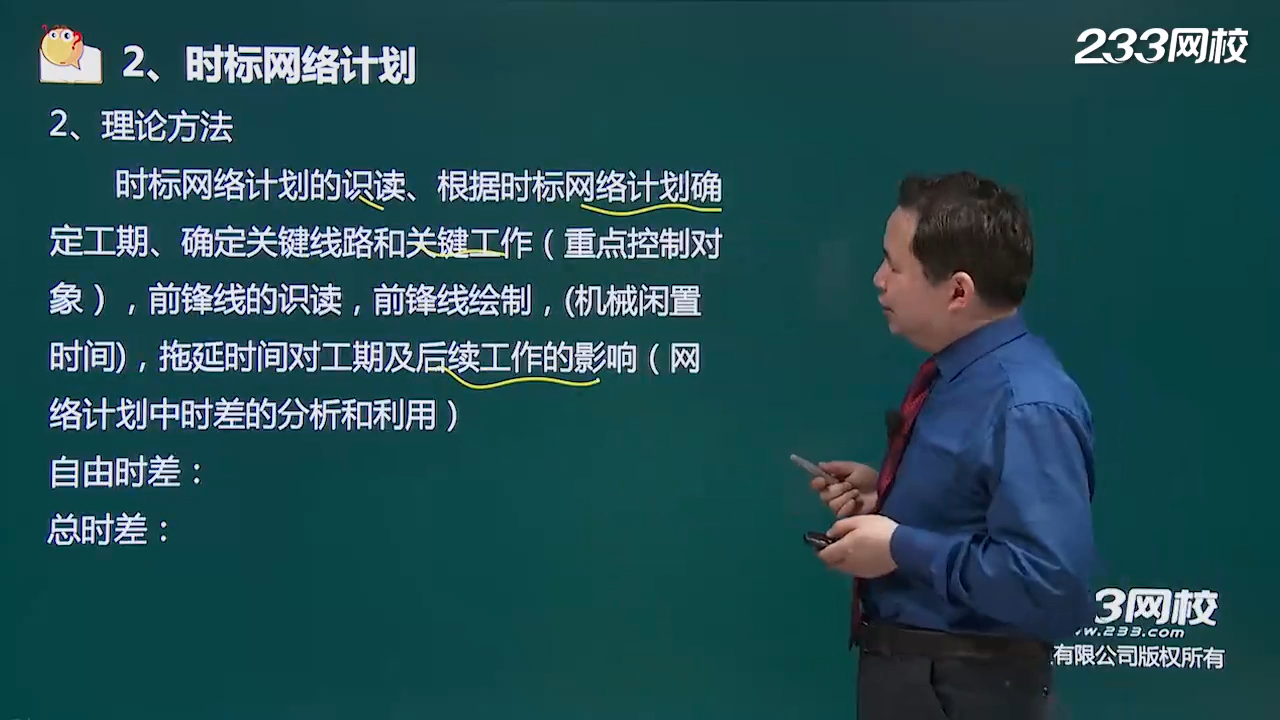 233网校
2、时标网络计划
2、理论方法
时标网络计划的识读、根据时标网络计划确
定工期、确定关键线路和关键工作（重点控制对
象），前锋线的识读，前锋线绘制，(机械闲置
时间)，拖延时间对工期及后续工作的影响（网
络计划中时差的分析和利用）
自由时差：
总时差：
3网校
w.233.com
有限公司版权所有